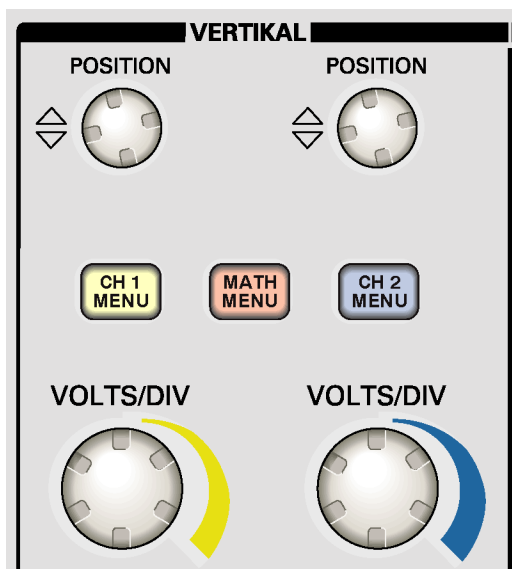 VERTIKAL
POSITION
POSITION
CH 1
MENU
MATH
MENU
CH 2
MENU
VOLTS/DIV
VOLTS/DIV